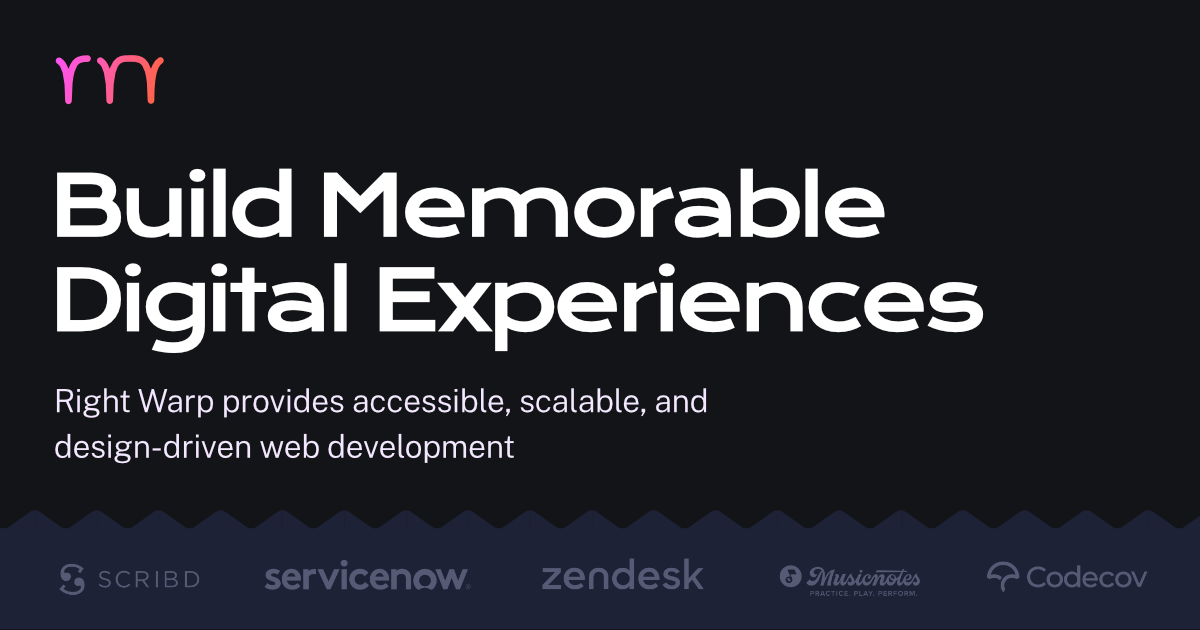 Build Memorable
Digital Experiences
Right Warp provides accessible, scalable, and
design-driven web development
SCRIBD
servicenow
zendesk
Musicnotes
PRACTICE. PLAY. PERFORM.
Codecov